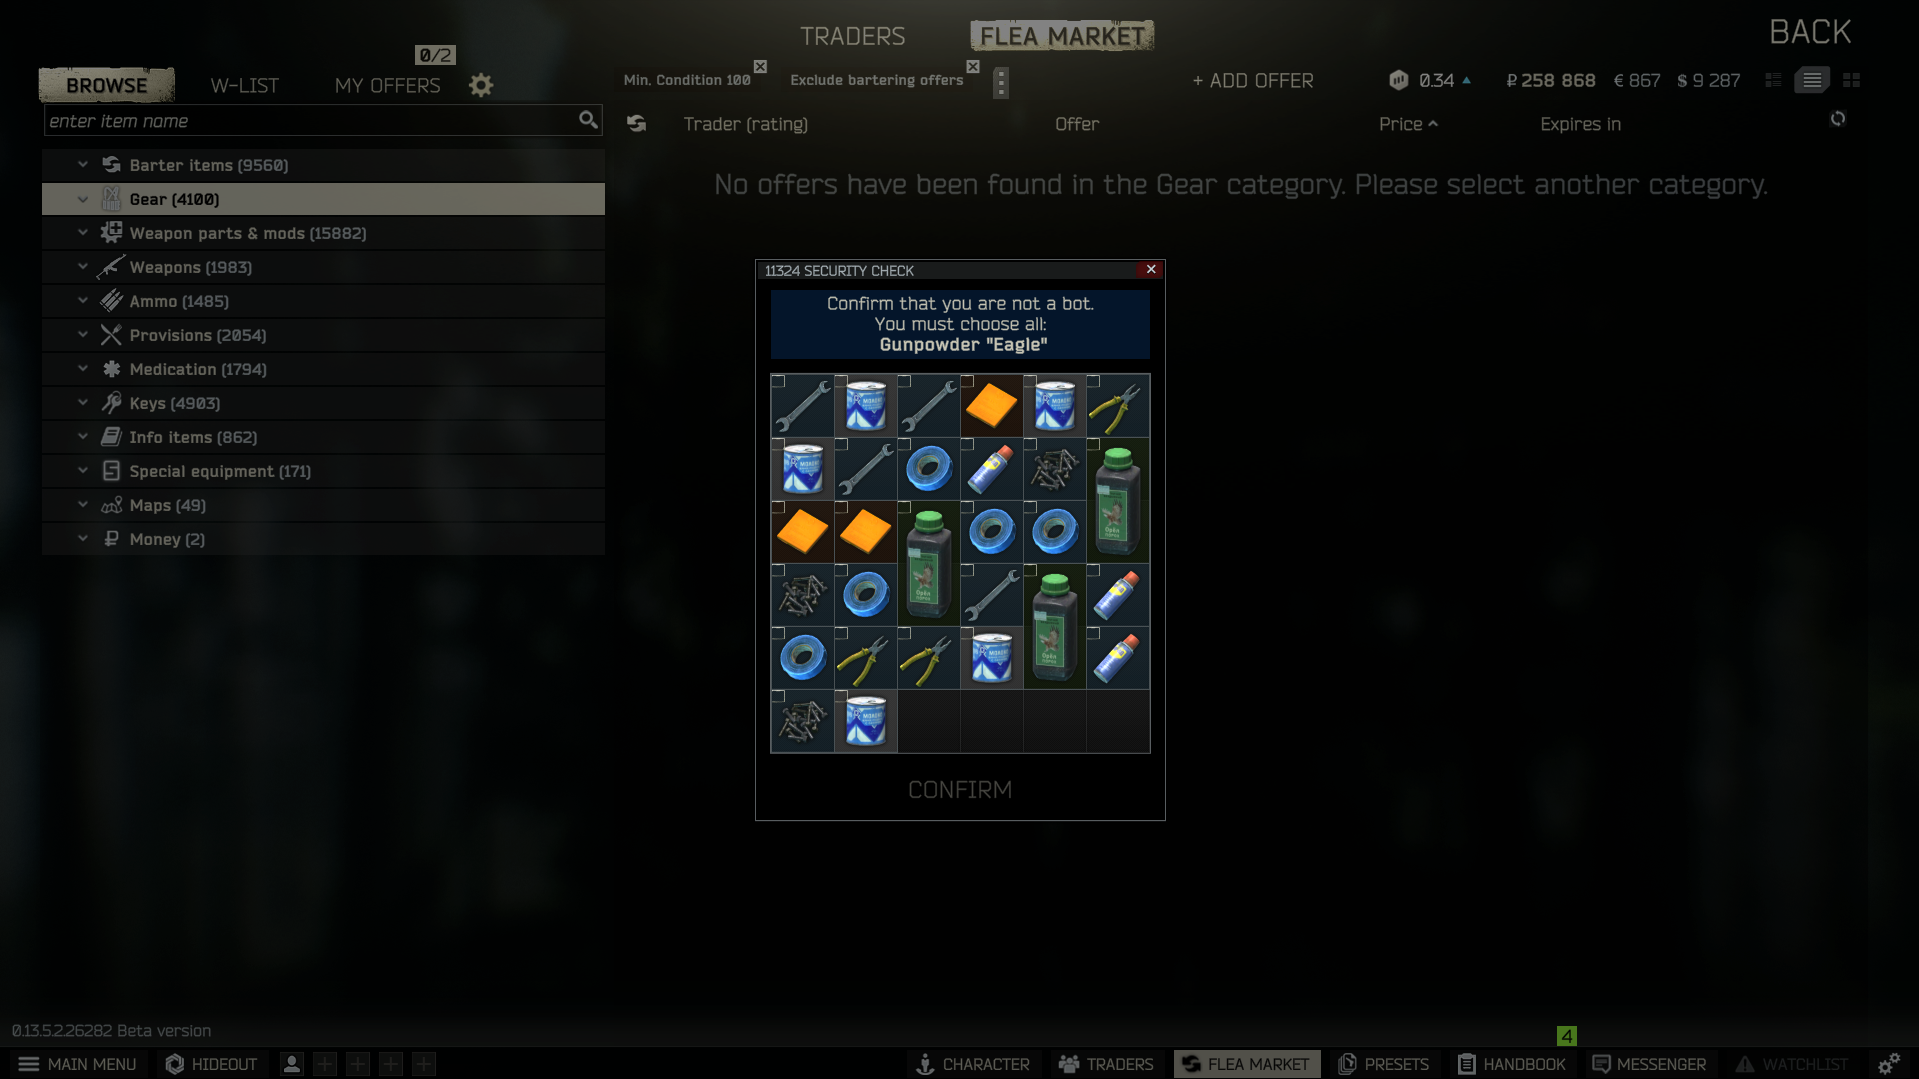 TRADERS
FLEA MARKET
BACK
0/2
BROWSE
W-LIST
MY OFFERS
Min. Condition 100
Exclude bartering offers
+ ADD OFFER
0.34
₽ 258 868
€ 867
$ 9 287
enter item name
Trader (rating)
Offer
Price
Expires in
Barter items (9560)
Gear (4100)
Weapon parts & mods (15882)
Weapons (1983)
Ammo (1485)
Provisions (2054)
Medication (1794)
Keys (4903)
Info items (862)
Special equipment (171)
Maps (49)
Money (2)
No offers have been found in the Gear category. Please select another category.
11324 SECURITY CHECK
Confirm that you are not a bot.
You must choose all:
Gunpowder "Eagle"
CONFIRM
0.13.5.2.26282 Beta version
4
MAIN MENU
HIDEOUT
CHARACTER
TRADERS
FLEA MARKET
PRESETS
HANDBOOK
MESSENGER
WATCHLIST